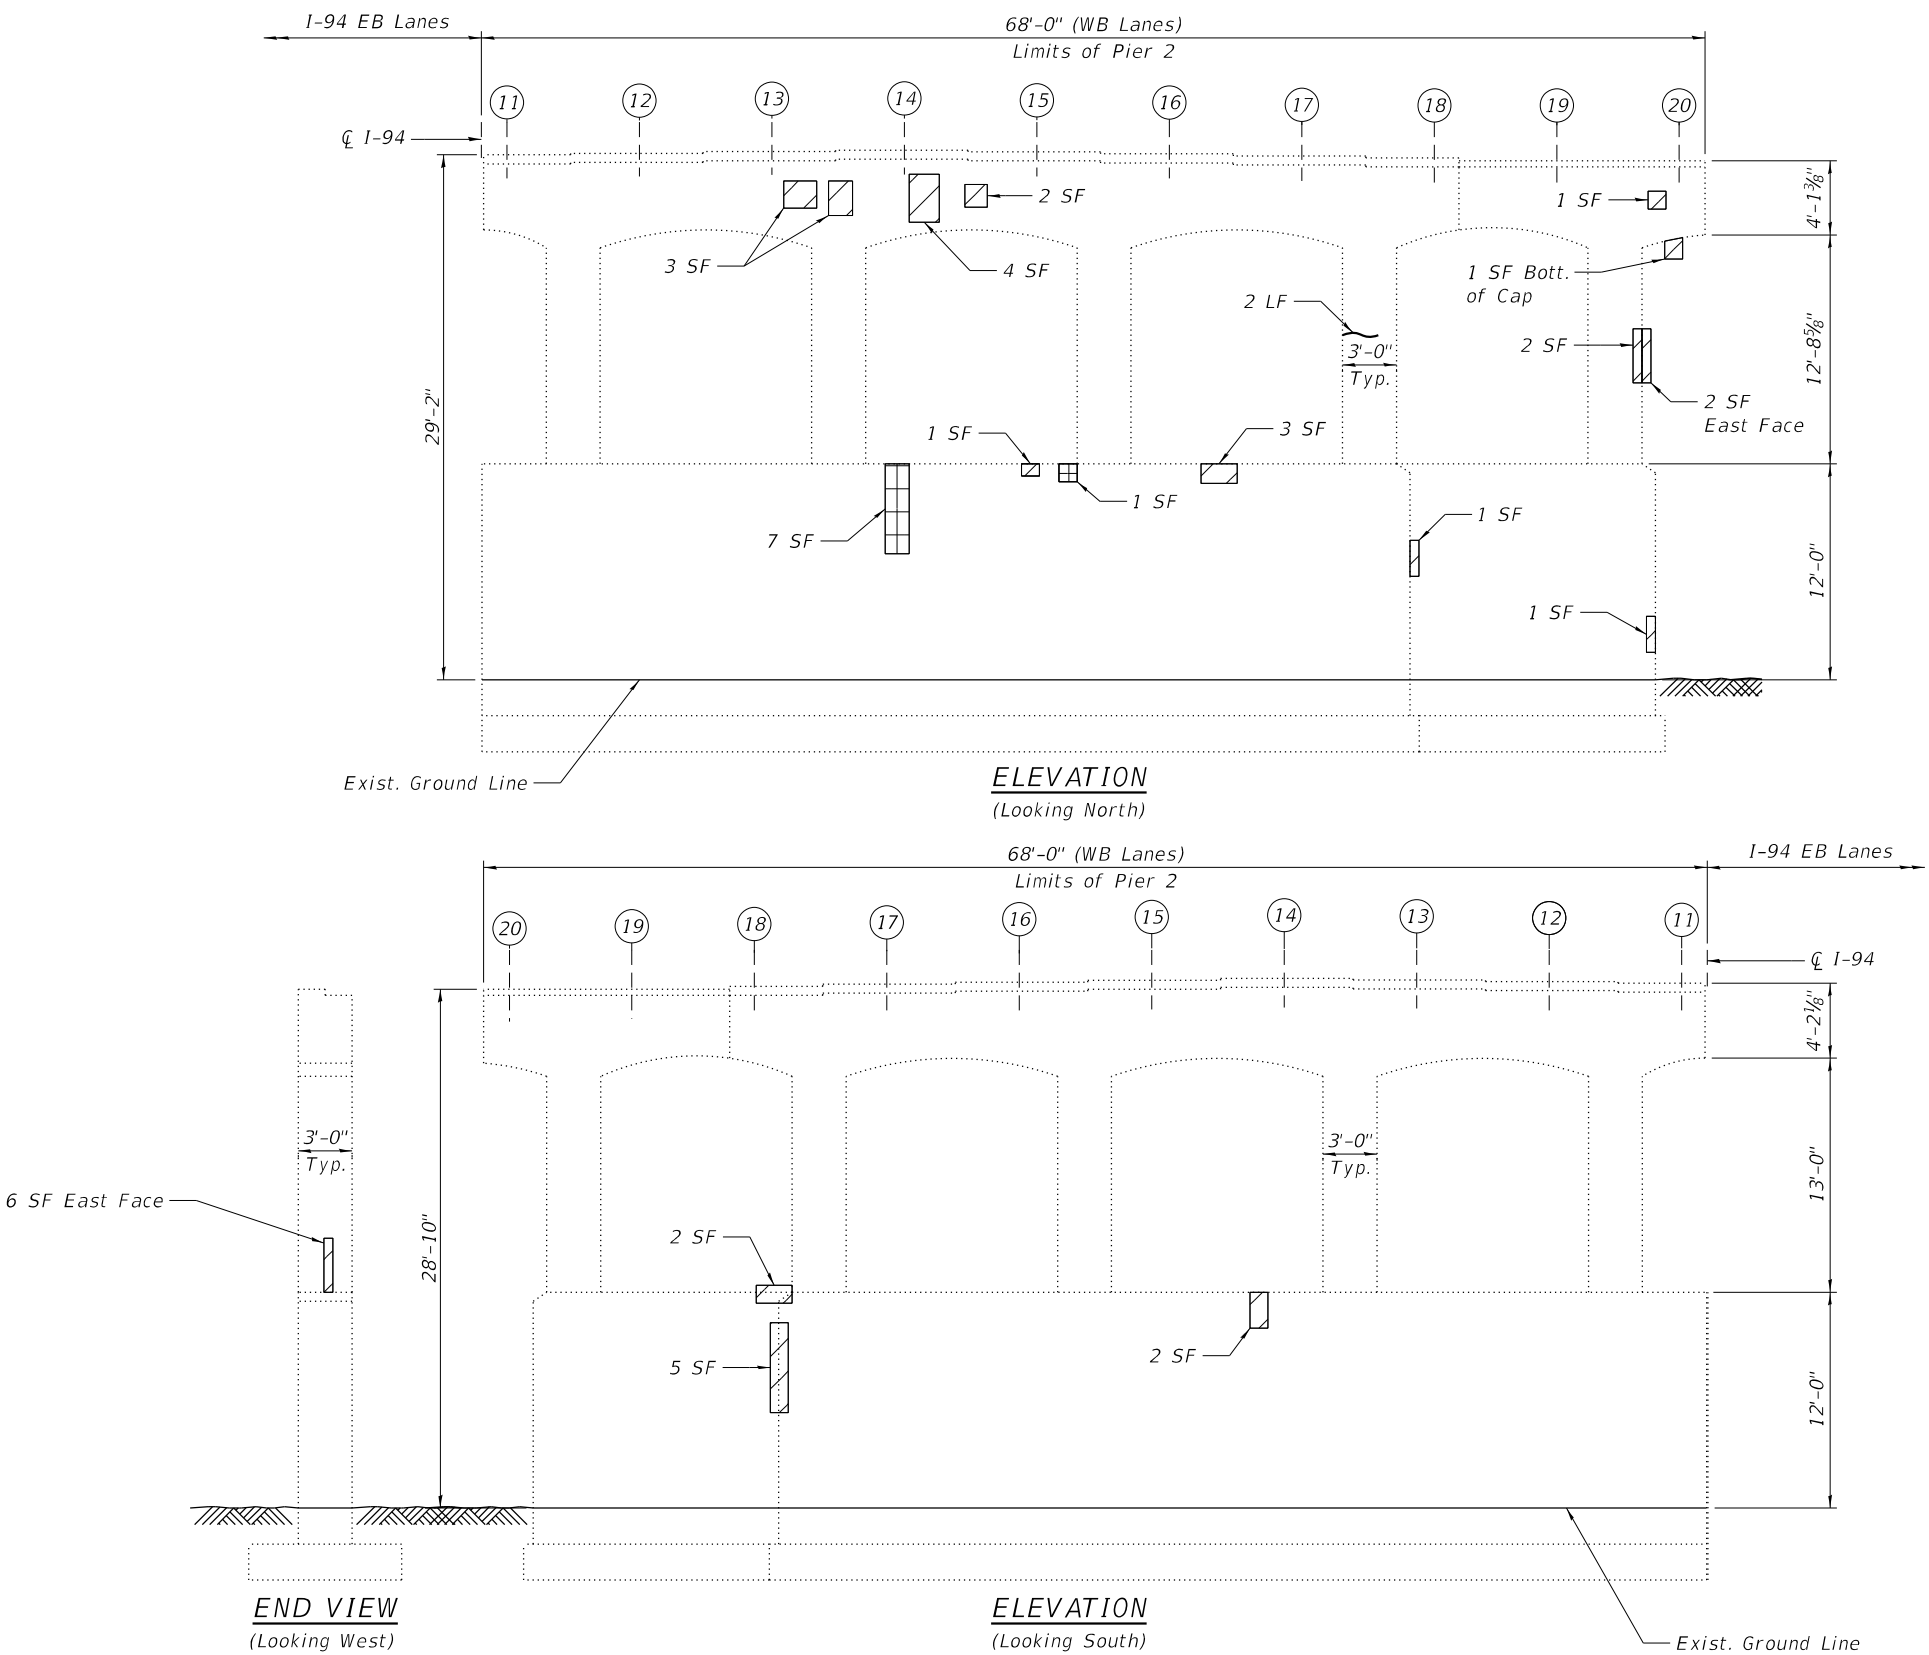 I-94 EB Lanes
68'-0" (WB Lanes)
Limits of Pier 2
11 12 13 14 15 16 17 18 19 20
℄ I-94
2 SF
1 SF
4'-1⅜"
3 SF
4 SF
1 SF Bott.
of Cap
2 LF
3'-0"
Typ.
2 SF
12'-8⅝"
2 SF
East Face
29'-2"
1 SF
3 SF
1 SF
7 SF
1 SF
12'-0"
1 SF
Exist. Ground Line
ELEVATION
(Looking North)
68'-0" (WB Lanes)
Limits of Pier 2
I-94 EB Lanes
20 19 18 17 16 15 14 13 12 11
℄ I-94
4'-2⅛"
3'-0"
Typ.
3'-0"
Typ.
13'-0"
6 SF East Face
28'-10"
2 SF
5 SF
2 SF
12'-0"
END VIEW
(Looking West)
ELEVATION
(Looking South)
Exist. Ground Line